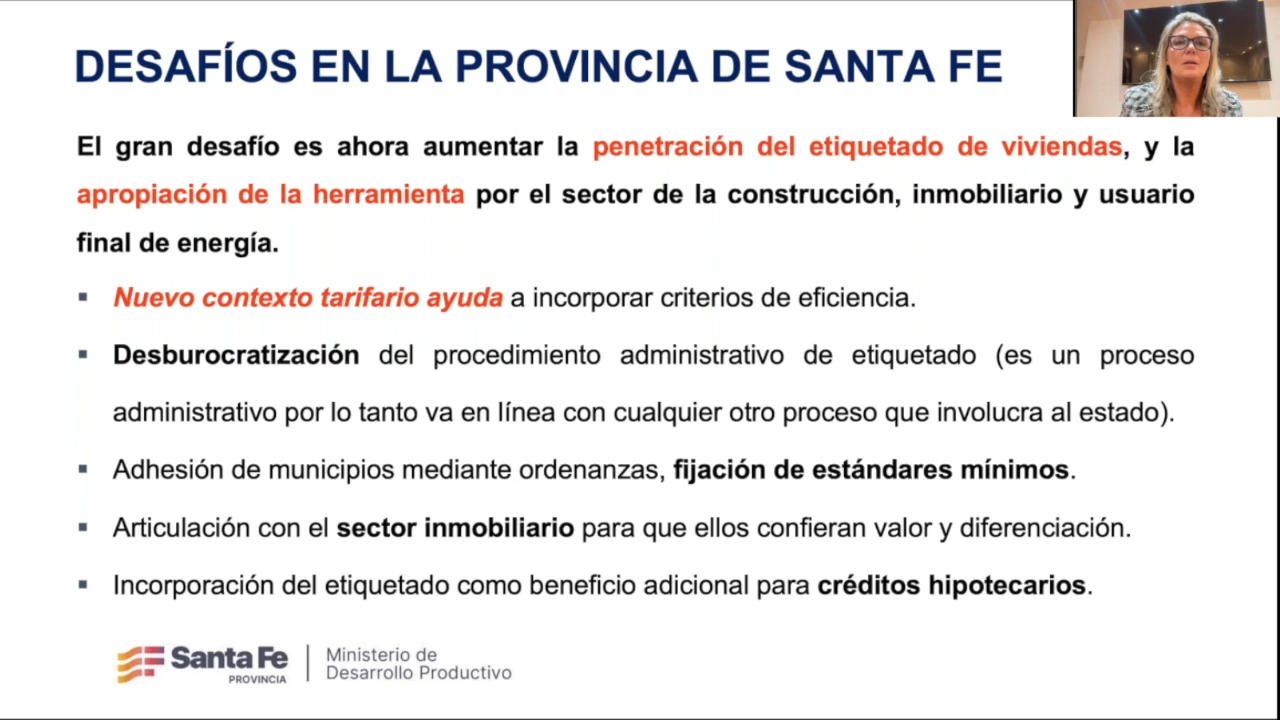 DESAFÍOS EN LA PROVINCIA DE SANTA FE
El gran desafío es ahora aumentar la penetración del etiquetado de viviendas, y la
apropiación de la herramienta por el sector de la construcción, inmobiliario y usuario
final de energía.
▪ Nuevo contexto tarifario ayuda a incorporar criterios de eficiencia.
▪ Desburocratización del procedimiento administrativo de etiquetado (es un proceso
administrativo por lo tanto va en línea con cualquier otro proceso que involucra al estado).
▪ Adhesión de municipios mediante ordenanzas, fijación de estándares mínimos.
▪ Articulación con el sector inmobiliario para que ellos confieran valor y diferenciación.
▪ Incorporación del etiquetado como beneficio adicional para créditos hipotecarios.
Santa Fe
PROVINCIA
Ministerio de
Desarrollo Productivo